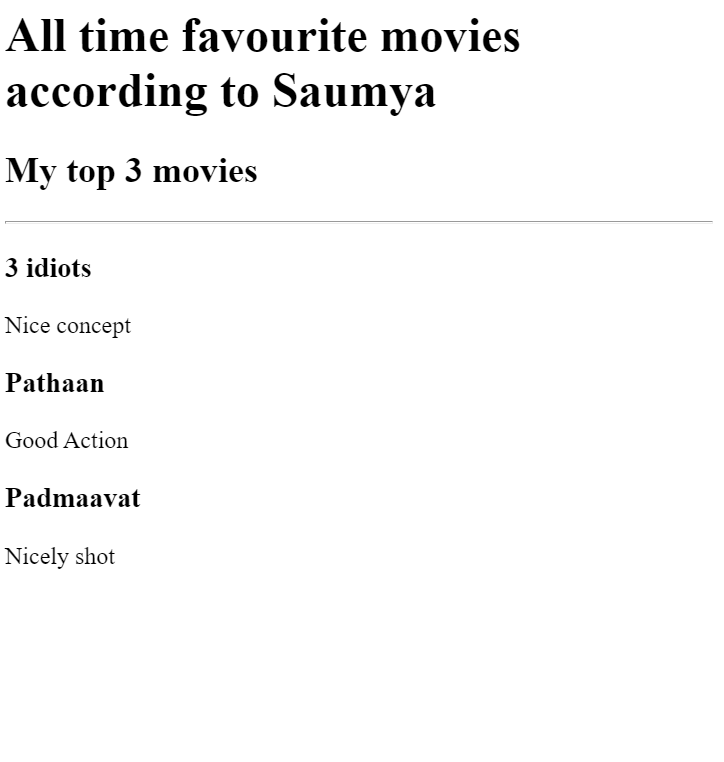 All time favourite movies
according to Saumya
My top 3 movies
3 idiots
Nice concept
Pathaan
Good Action
Padmaavat
Nicely shot